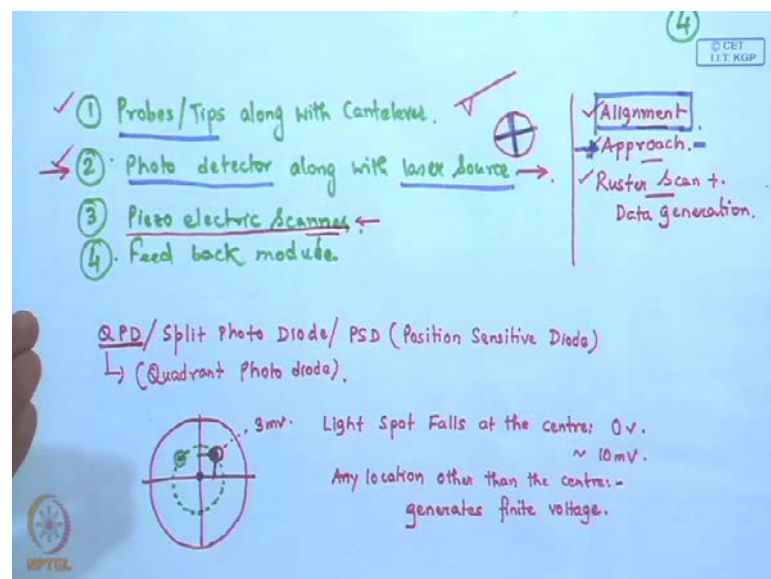 4
© CET
I.I.T. KGP
① Probes/Tips along with Cantelever.
② Photo detector along with laser Source
③ Piezo electric Scanner
④ Feed back module.
Alignment.
Approach.
Ruster Scan +
Data generation.
QPD/ Split Photo Diode/ PSD (Position Sensitive Diode)
↳ (Quadrant Photo diode).
3mv.
Light Spot Falls at the centre: 0v.
~ 10mV.
Any location other than the centre:-
generates finite voltage.
NPTEL